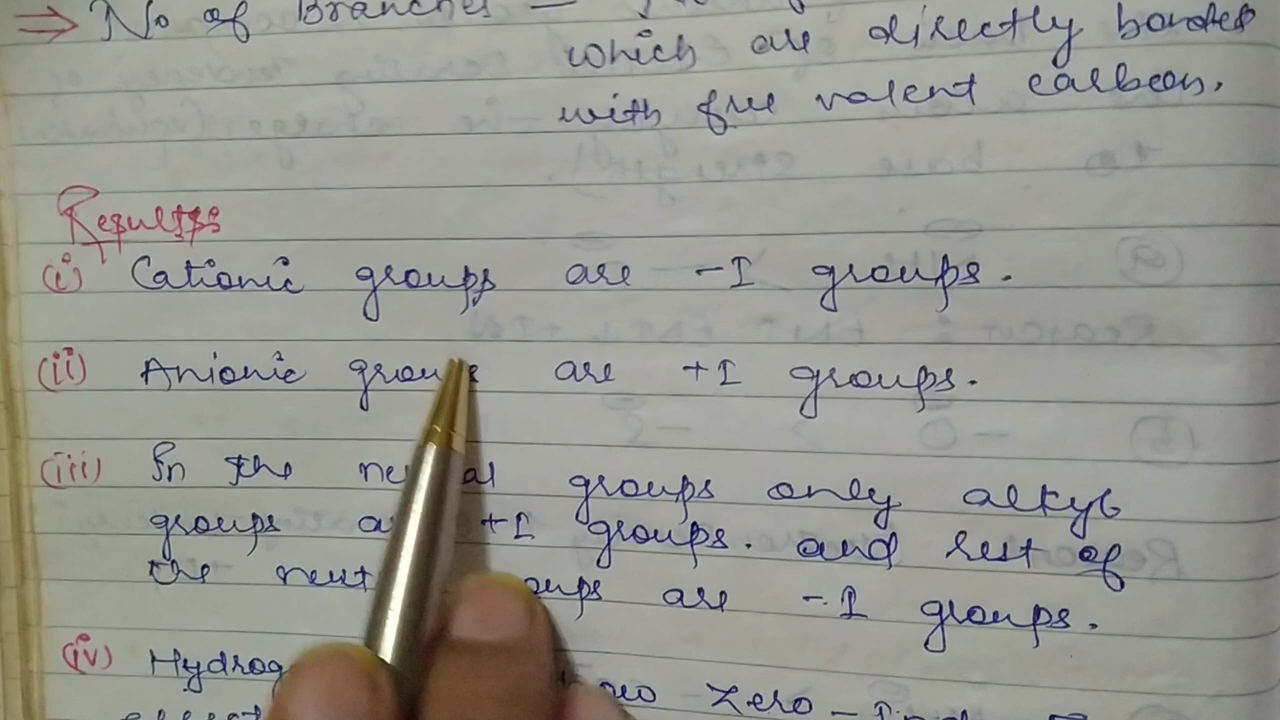 ⇒ No of Branches –
which are directly bonded
with free valent carbon.
Results
(i) Cationic groups are -I groups.
(ii) Anionic groups are +I groups.
(iii) In the groups only alkyl
groups +I groups. and rest of
the are -I groups.
(iv) Zero -